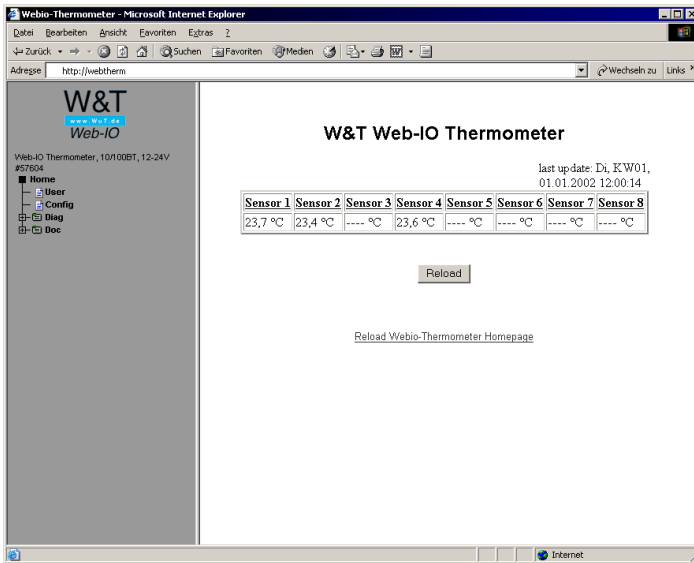 Webio-Thermometer - Microsoft Internet Explorer
Datei Bearbeiten Ansicht Favoriten Extras ?
Zurück Suchen Favoriten Medien
Adresse http://webtherm Wechseln zu Links »
W&T
www.WuT.de
Web-IO
Web-IO Thermometer, 10/100BT, 12-24V
#57604
Home
User
Config
Diag
Doc
W&T Web-IO Thermometer
last update: Di, KW01,
01.01.2002 12:00:14
Sensor 1 Sensor 2 Sensor 3 Sensor 4 Sensor 5 Sensor 6 Sensor 7 Sensor 8
23,7 °C 23,4 °C ---- °C 23,6 °C ---- °C ---- °C ---- °C ---- °C
Reload
Reload Webio-Thermometer Homepage
Internet